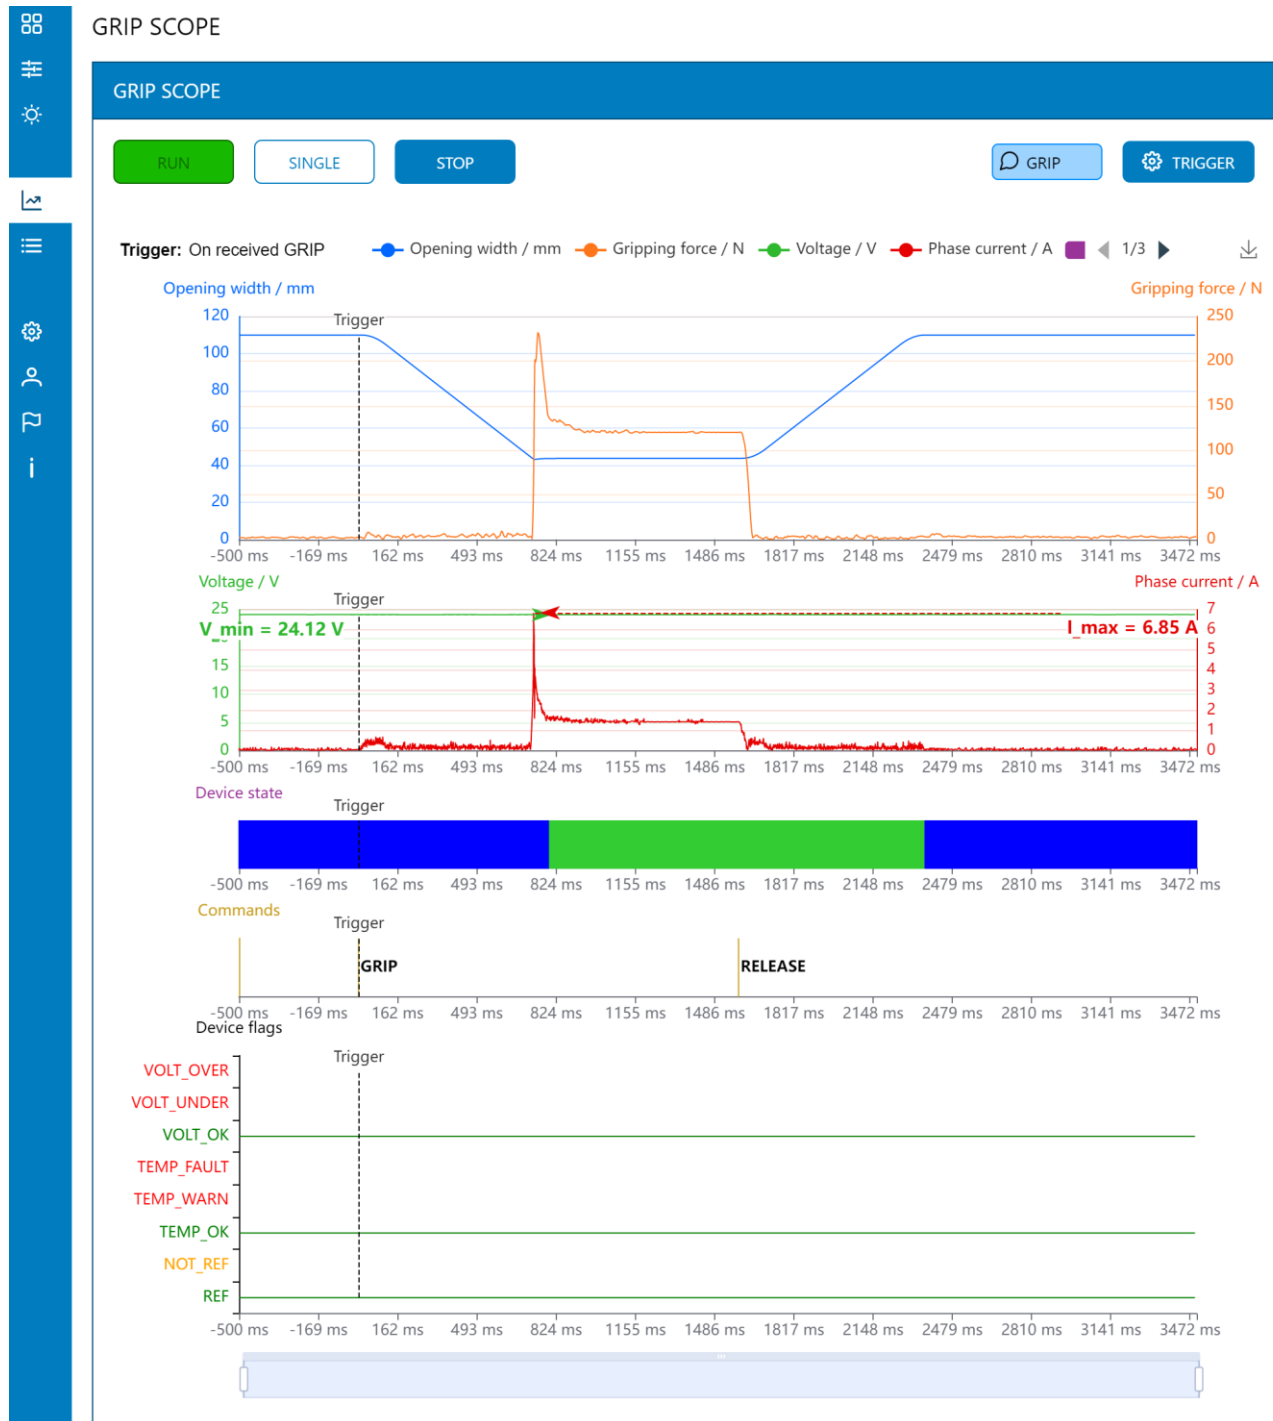 GRIP SCOPE
GRIP SCOPE
RUN SINGLE STOP GRIP TRIGGER
Trigger: On received GRIP Opening width / mm Gripping force / N Voltage / V Phase current / A 1/3
Opening width / mm Gripping force / N
Trigger
120 250
100 200
80 150
60 100
40 50
20 0
0
-500 ms -169 ms 162 ms 493 ms 824 ms 1155 ms 1486 ms 1817 ms 2148 ms 2479 ms 2810 ms 3141 ms 3472 ms
Voltage / V Phase current / A
Trigger
25 7
V_min = 24.12 V I_max = 6.85 A 6
5
15 4
10 3
2
5 1
0 0
-500 ms -169 ms 162 ms 493 ms 824 ms 1155 ms 1486 ms 1817 ms 2148 ms 2479 ms 2810 ms 3141 ms 3472 ms
Device state
Trigger
-500 ms -169 ms 162 ms 493 ms 824 ms 1155 ms 1486 ms 1817 ms 2148 ms 2479 ms 2810 ms 3141 ms 3472 ms
Commands
Trigger
GRIP RELEASE
-500 ms -169 ms 162 ms 493 ms 824 ms 1155 ms 1486 ms 1817 ms 2148 ms 2479 ms 2810 ms 3141 ms 3472 ms
Device flags
Trigger
VOLT_OVER
VOLT_UNDER
VOLT_OK
TEMP_FAULT
TEMP_WARN
TEMP_OK
NOT_REF
REF
-500 ms -169 ms 162 ms 493 ms 824 ms 1155 ms 1486 ms 1817 ms 2148 ms 2479 ms 2810 ms 3141 ms 3472 ms